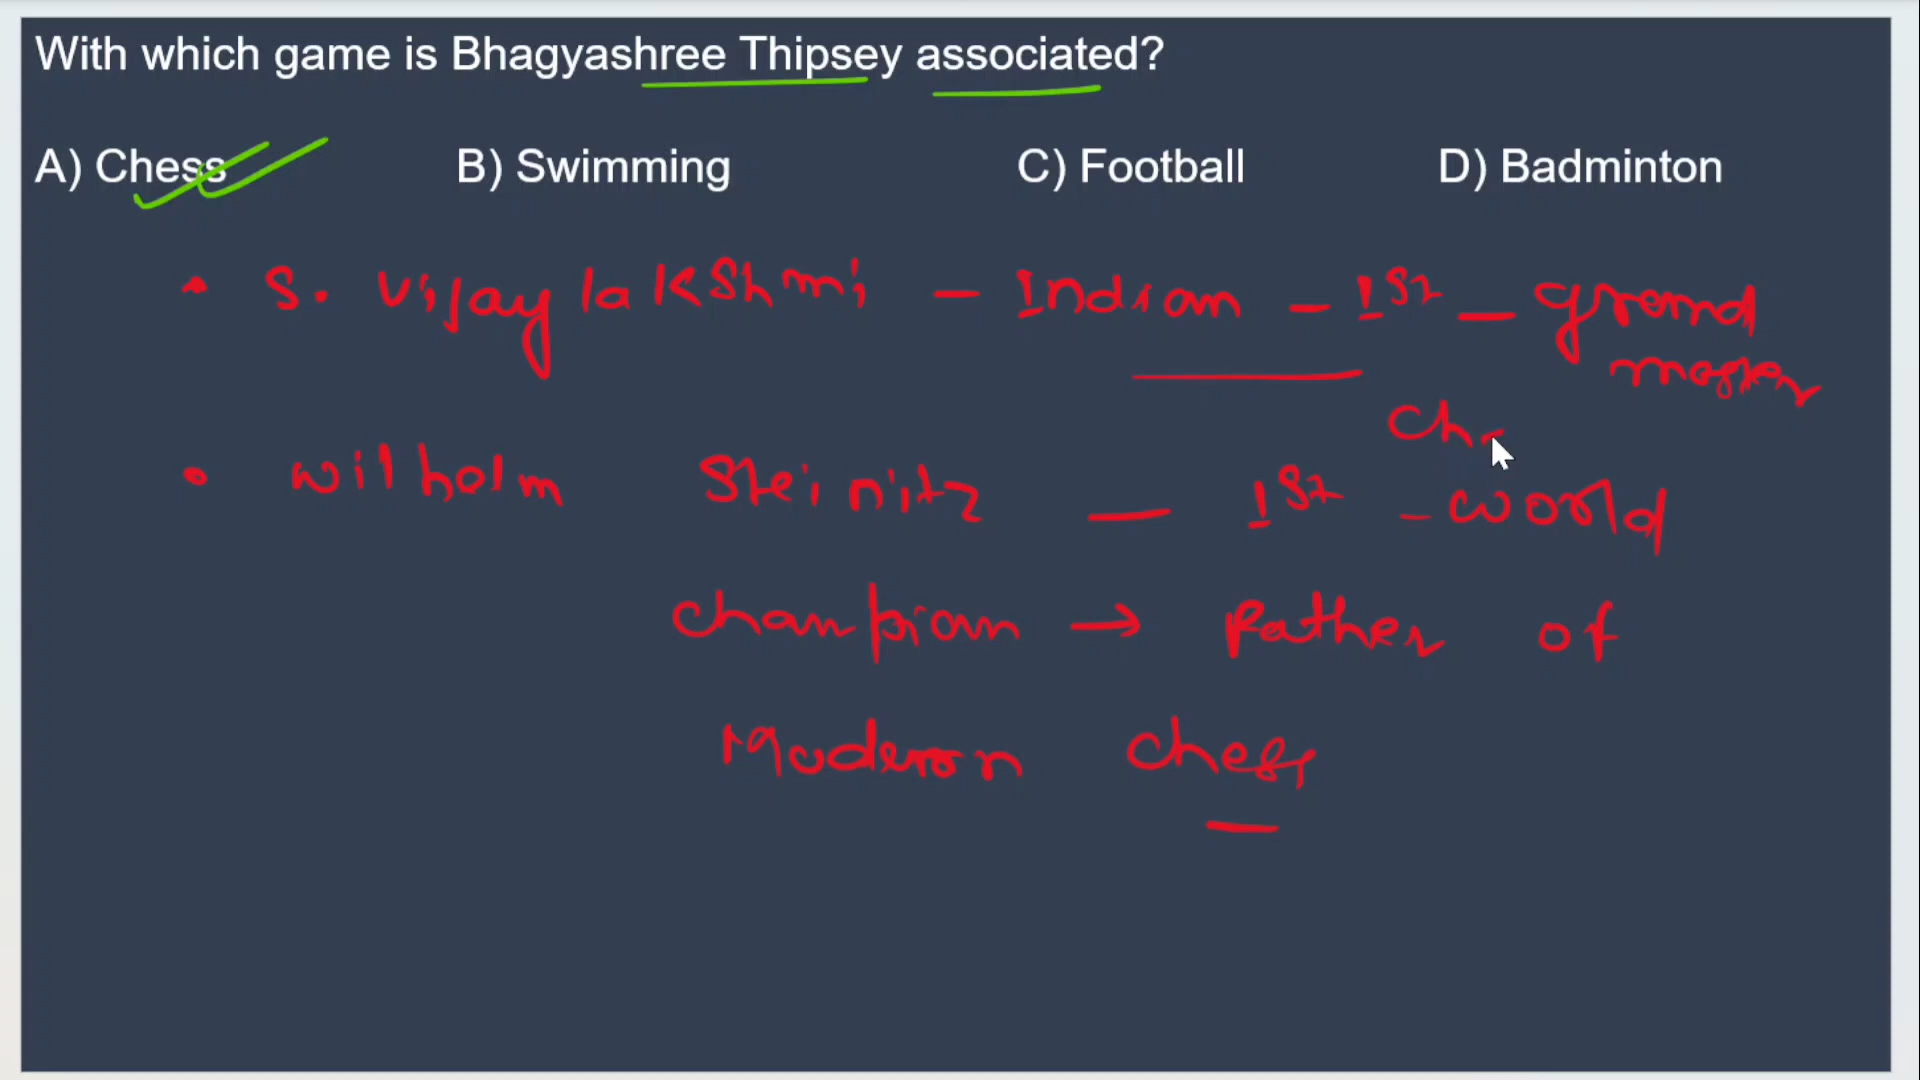 With which game is Bhagyashree Thipsey associated?
A) Chess B) Swimming C) Football D) Badminton
• S. Vijaylakshmi - Indian - 1st - grand
master
Ch
• wilholm Steinitz - 1st - world
champion → Father of
Modern chess